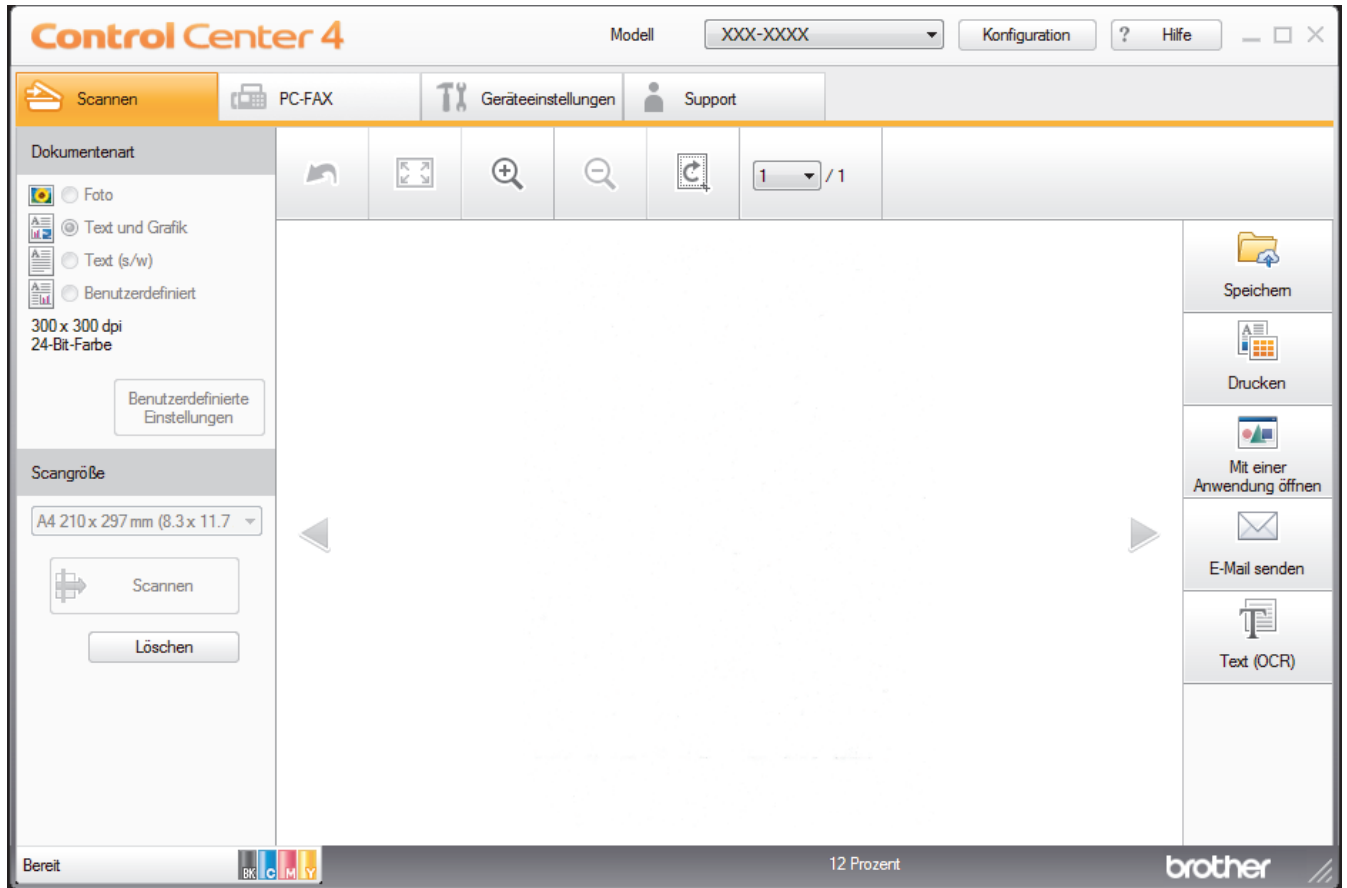 Control Center 4
Modell
XXX-XXXX
Konfiguration
? Hilfe
Scannen
PC-FAX
Geräteeinstellungen
Support
Dokumentenart
Foto
Text und Grafik
Text (s/w)
Benutzerdefiniert
300 x 300 dpi
24-Bit-Farbe
Benutzerdefinierte
Einstellungen
Scangröße
A4 210 x 297 mm (8.3 x 11.7
Scannen
Löschen
1 / 1
Speichern
Drucken
Mit einer
Anwendung öffnen
E-Mail senden
Text (OCR)
Bereit
BK C M Y
12 Prozent
brother